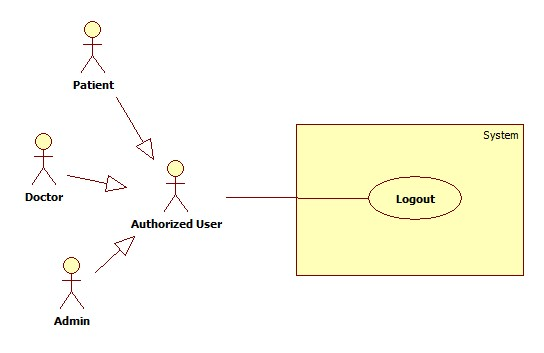 Patient
System
Doctor
Authorized User
Logout
Admin